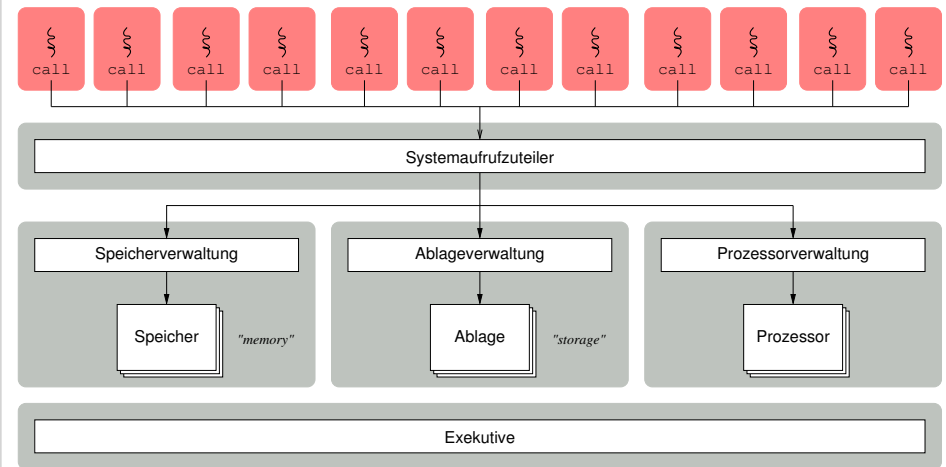 call call call call call call call call call call call call
Systemaufrufzuteiler
Speicherverwaltung Ablageverwaltung Prozessorverwaltung
Speicher "memory" Ablage "storage" Prozessor
Exekutive